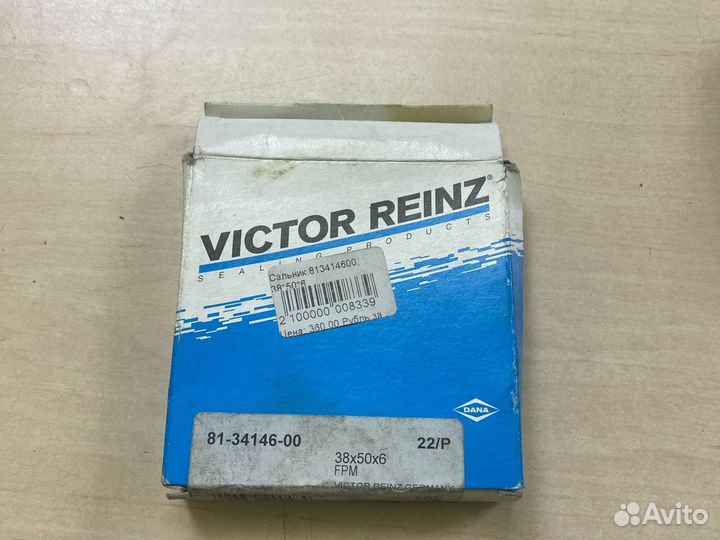 VICTOR REINZ®
SEALING PRODUCTS
Сальник 813414600,
38*50*6
2 100000 008339
Цена: 360.00 Рубль за
DANA
81-34146-00
22/P
38x50x6
FPM
VICTOR REINZ GERMANY
Avito